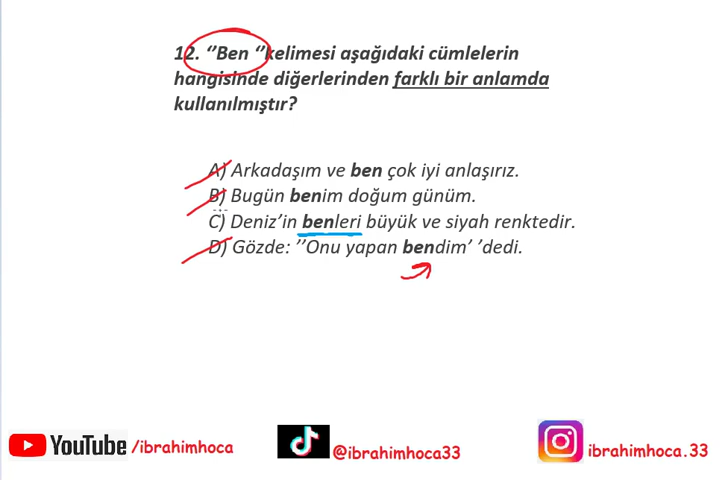 12. ‘’Ben ‘’kelimesi aşağıdaki cümlelerin
hangisinde diğerlerinden farklı bir anlamda
kullanılmıştır?
A) Arkadaşım ve ben çok iyi anlaşırız.
B) Bugün benim doğum günüm.
C) Deniz’in benleri büyük ve siyah renktedir.
D) Gözde: ’’Onu yapan bendim’ ’dedi.
YouTube /ibrahimhoca
@ibrahimhoca33
ibrahimhoca.33